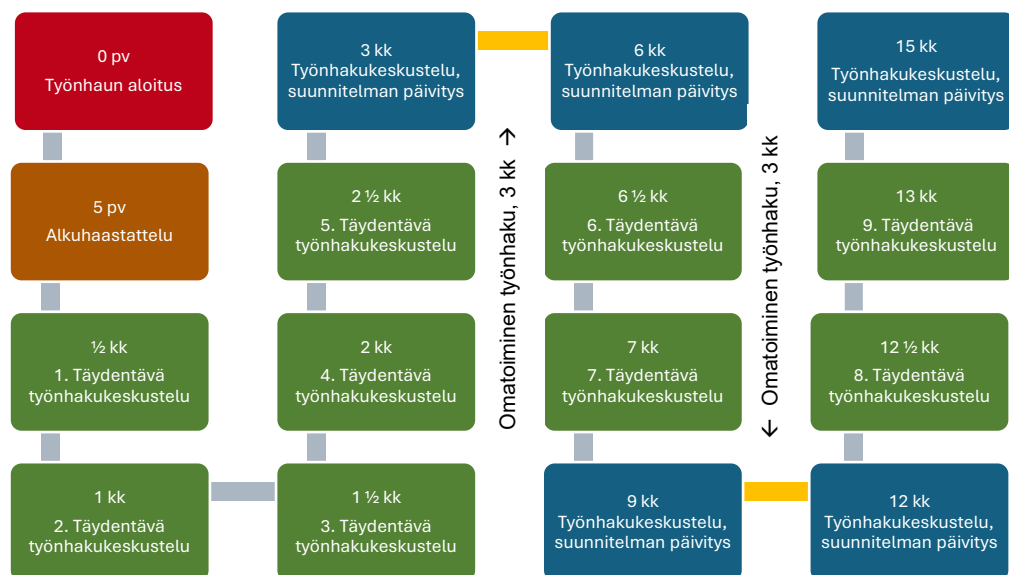 0 pv
Työnhaun aloitus
5 pv
Alkuhaastattelu
½ kk
1. Täydentävä
työnhakukeskustelu
1 kk
2. Täydentävä
työnhakukeskustelu
1 ½ kk
3. Täydentävä
työnhakukeskustelu
2 kk
4. Täydentävä
työnhakukeskustelu
2 ½ kk
5. Täydentävä
työnhakukeskustelu
3 kk
Työnhakukeskustelu,
suunnitelman päivitys
Omatoiminen työnhaku, 3 kk →
6 kk
Työnhakukeskustelu,
suunnitelman päivitys
6 ½ kk
6. Täydentävä
työnhakukeskustelu
7 kk
7. Täydentävä
työnhakukeskustelu
9 kk
Työnhakukeskustelu,
suunnitelman päivitys
← Omatoiminen työnhaku, 3 kk
12 kk
Työnhakukeskustelu,
suunnitelman päivitys
12 ½ kk
8. Täydentävä
työnhakukeskustelu
13 kk
9. Täydentävä
työnhakukeskustelu
15 kk
Työnhakukeskustelu,
suunnitelman päivitys